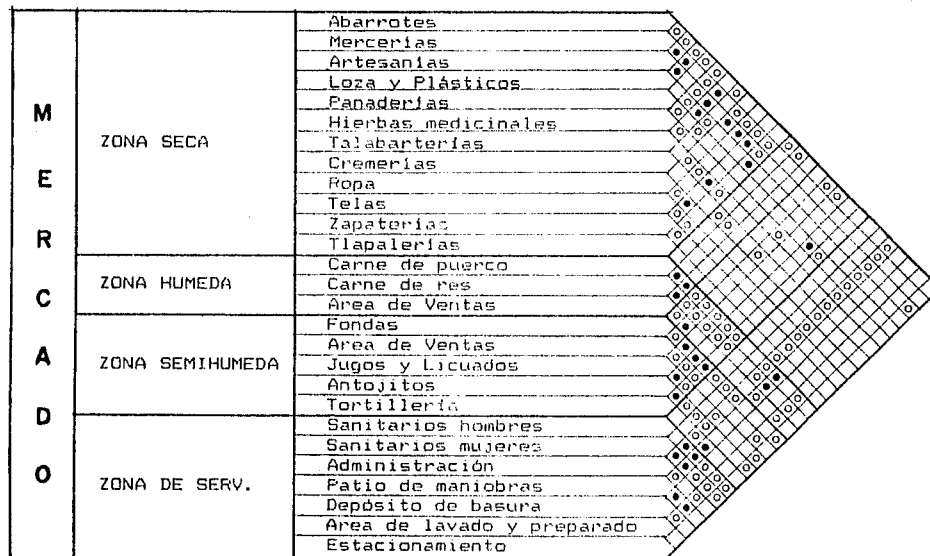 MERCADO
ZONA SECA
Abarrotes
Mercerías
Artesanías
Loza y Plásticos
Panaderías
Hierbas medicinales
Talabarterías
Cremerías
Ropa
Telas
Zapaterías
Tlapalerías
ZONA HUMEDA
Carne de puerco
Carne de res
Area de Ventas
ZONA SEMIHUMEDA
Fondas
Area de Ventas
Jugos y Licuados
Antojitos
Tortillería
ZONA DE SERV.
Sanitarios hombres
Sanitarios mujeres
Administración
Patio de maniobras
Depósito de basura
Area de lavado y preparado
Estacionamiento